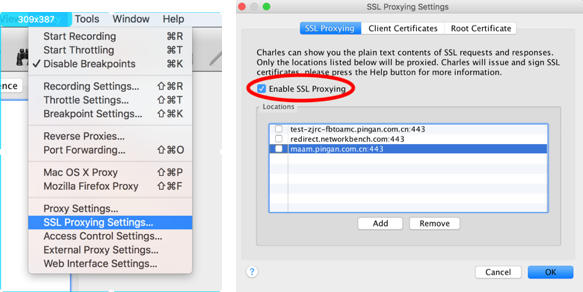 309x387
Tools Window Help
Start Recording ⌘R
Start Throttling ⌘T
✓ Disable Breakpoints ⌘K
Recording Settings... ⇧⌘R
Throttle Settings... ⇧⌘T
Breakpoint Settings... ⇧⌘K
Reverse Proxies...
Port Forwarding... ⇧⌘O
Mac OS X Proxy ⇧⌘P
Mozilla Firefox Proxy ⇧⌘F
Proxy Settings...
SSL Proxying Settings...
Access Control Settings...
External Proxy Settings...
Web Interface Settings...
nce
SSL Proxying Settings
SSL Proxying Client Certificates Root Certificate
Charles can show you the plain text contents of SSL requests and responses.
Only the locations listed below will be proxied. Charles will issue and sign SSL
certificates, please press the Help button for more information.
Enable SSL Proxying
Locations
test-zjrc-fbtoamc.pingan.com.cn:443
redirect.networkbench.com:443
maam.pingan.com.cn:443
Add Remove
? Cancel OK